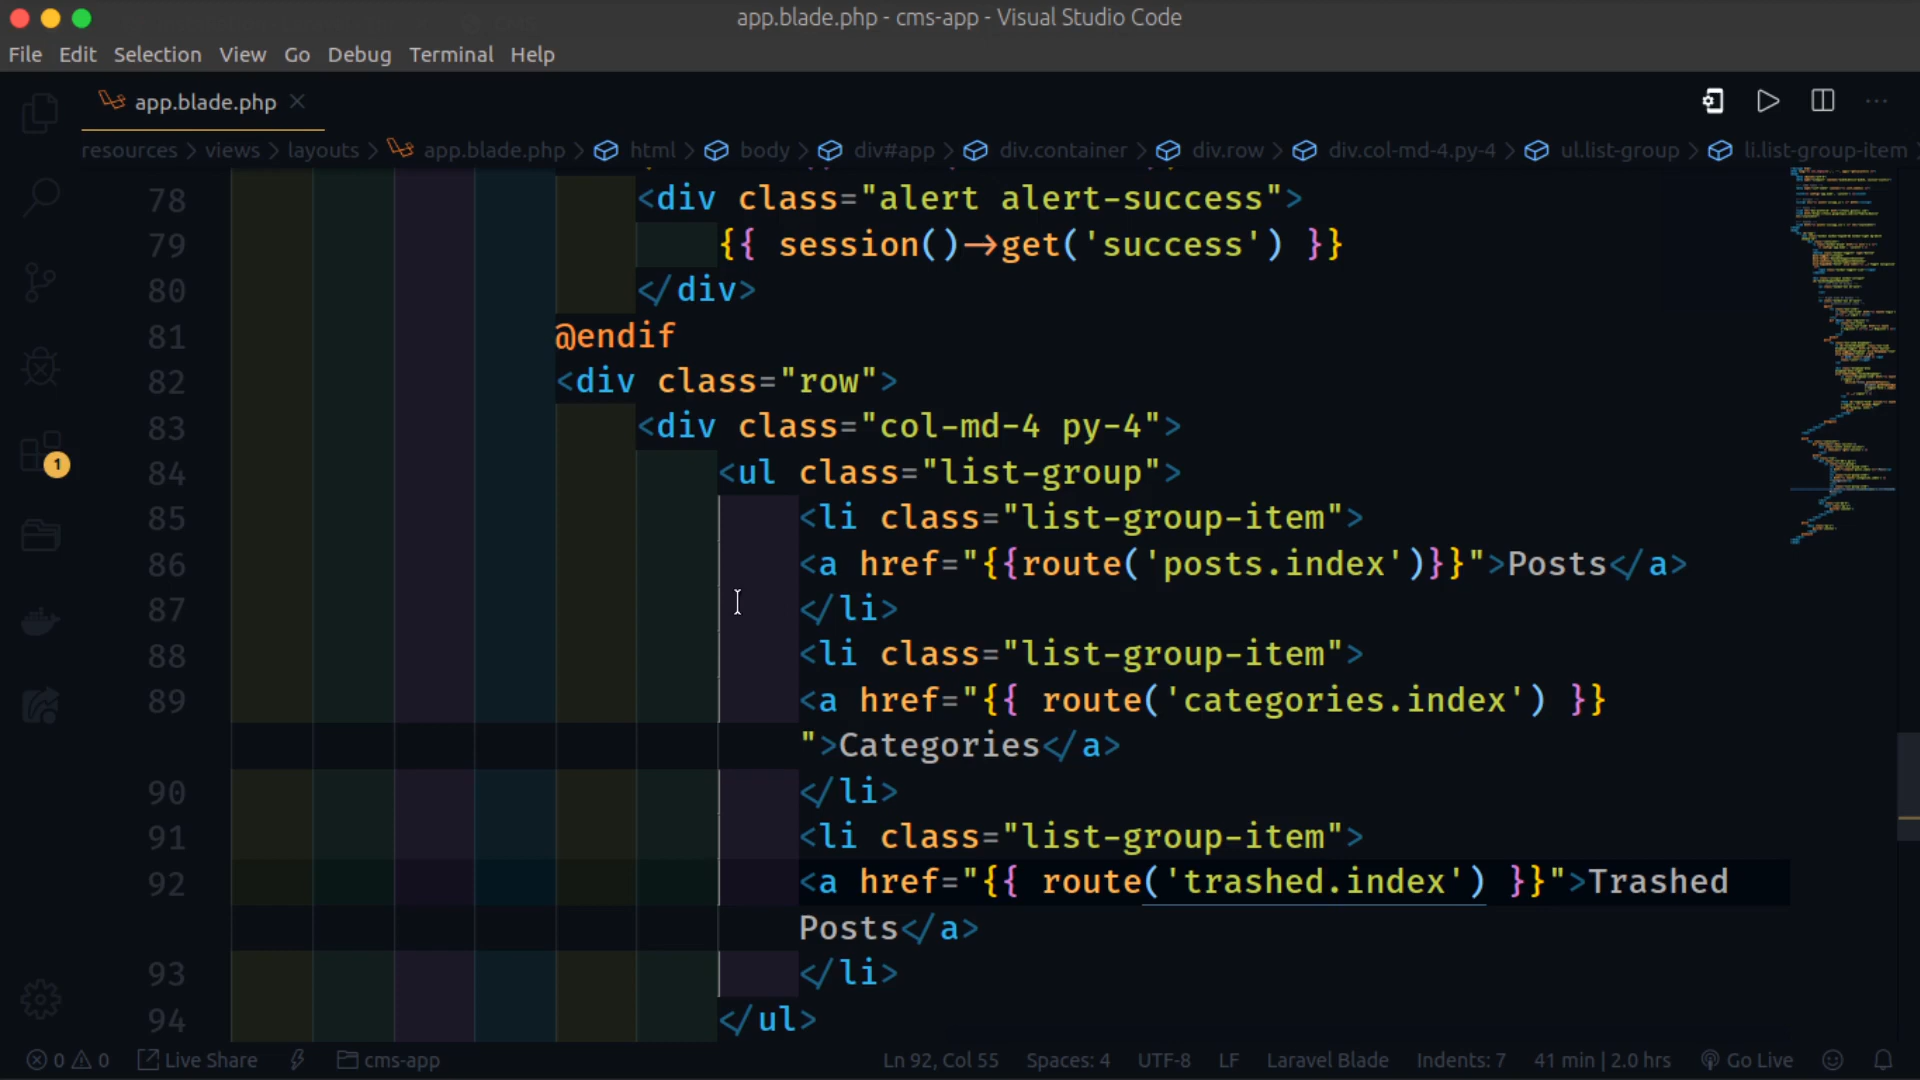 app.blade.php - cms-app - Visual Studio Code
File Edit Selection View Go Debug Terminal Help
app.blade.php
resources > views > layouts > app.blade.php > html > body > div#app > div.container > div.row > div.col-md-4.py-4 > ul.list-group > li.list-group-item
78 <div class="alert alert-success">
79 {{ session()->get('success') }}
80 </div>
81 @endif
82 <div class="row">
83 <div class="col-md-4 py-4">
84 <ul class="list-group">
85 <li class="list-group-item">
86 <a href="{{route('posts.index')}}">Posts</a>
87 </li>
88 <li class="list-group-item">
89 <a href="{{ route('categories.index') }}
">Categories</a>
90 </li>
91 <li class="list-group-item">
92 <a href="{{ route('trashed.index') }}">Trashed
Posts</a>
93 </li>
94 </ul>
1
0 0 Live Share cms-app Ln 92, Col 55 Spaces: 4 UTF-8 LF Laravel Blade Indents: 7 41 min | 2.0 hrs Go Live